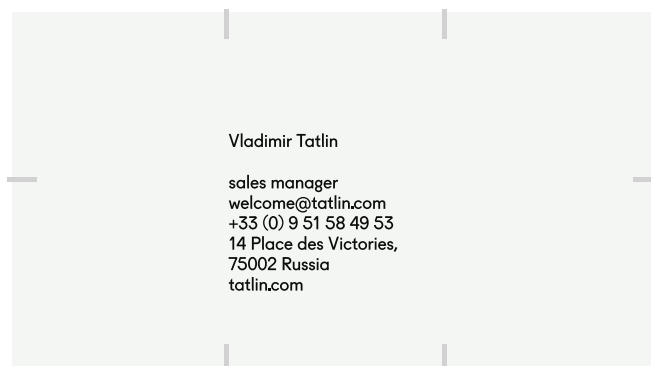 Vladimir Tatlin
sales manager
welcome@tatlin.com
+33 (0) 9 51 58 49 53
14 Place des Victories,
75002 Russia
tatlin.com